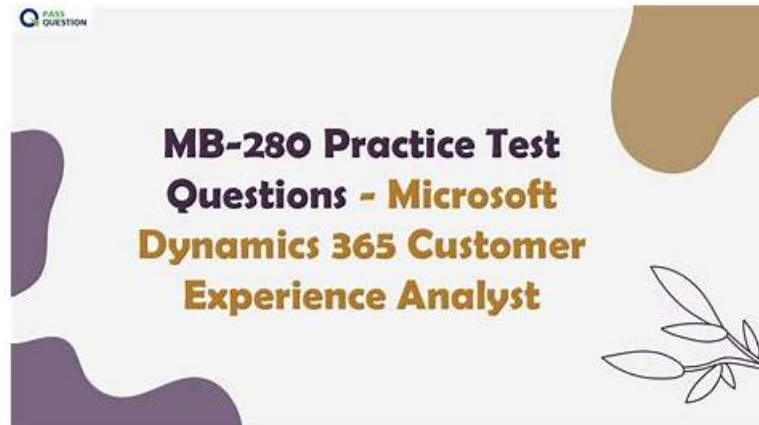 PASS
QUESTION
MB-280 Practice Test
Questions - Microsoft
Dynamics 365 Customer
Experience Analyst